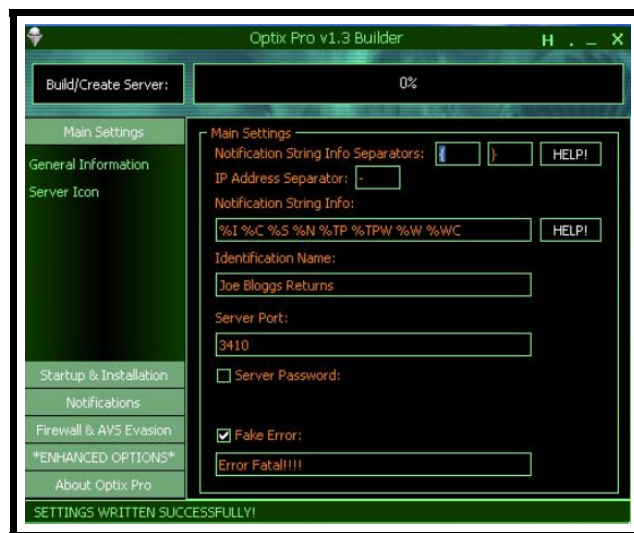 Optix Pro v1.3 Builder
H . _ X
Build/Create Server:
0%
Main Settings
General Information
Server Icon
Startup & Installation
Notifications
Firewall & AVS Evasion
*ENHANCED OPTIONS*
About Optix Pro
Main Settings
Notification String Info Separators: { } HELP!
IP Address Separator: -
Notification String Info:
%I %C %S %N %TP %TPW %W %WC HELP!
Identification Name:
Joe Bloggs Returns
Server Port:
3410
Server Password:
Fake Error:
Error Fatal!!!!
SETTINGS WRITTEN SUCCESSFULLY!